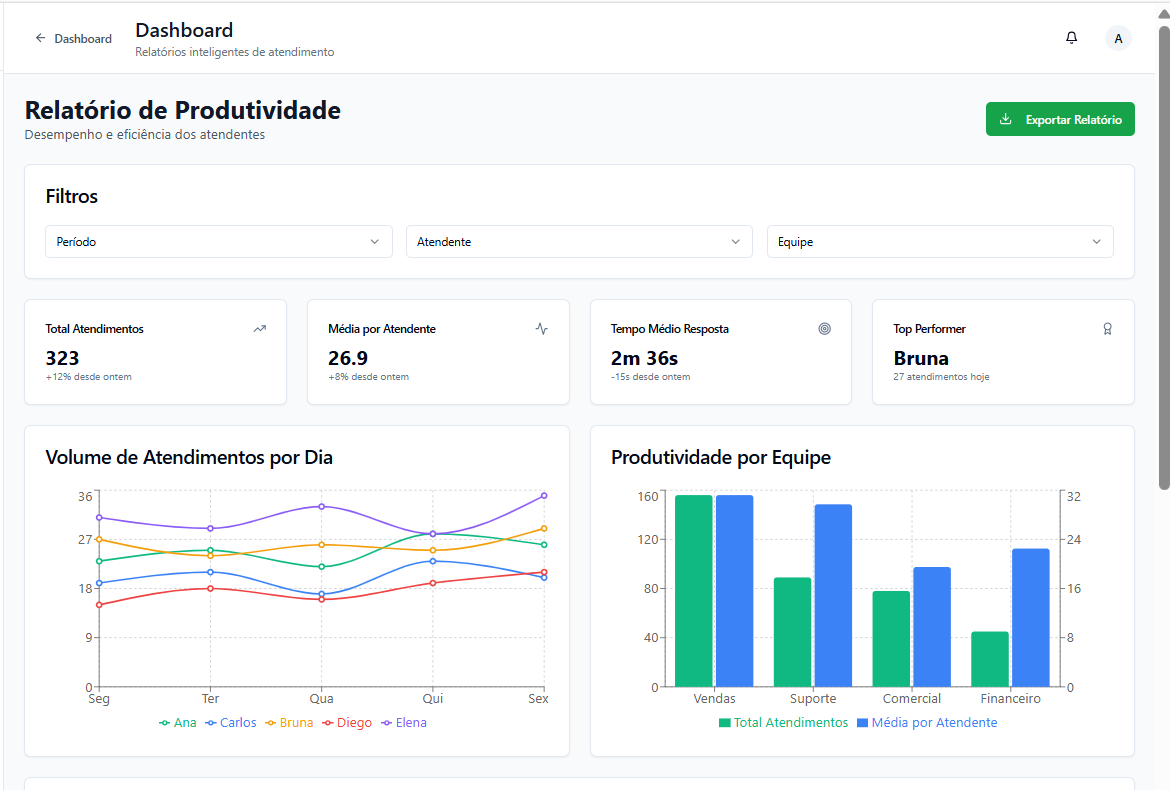 Dashboard
Dashboard
Relatórios inteligentes de atendimento
A
Relatório de Produtividade
Desempenho e eficiência dos atendentes
Exportar Relatório
Filtros
Período
Atendente
Equipe
Total Atendimentos
323
+12% desde ontem
Média por Atendente
26.9
+8% desde ontem
Tempo Médio Resposta
2m 36s
-15s desde ontem
Top Performer
Bruna
27 atendimentos hoje
Volume de Atendimentos por Dia
36
27
18
9
0
Seg Ter Qua Qui Sex
Ana Carlos Bruna Diego Elena
Produtividade por Equipe
160
120
80
40
0
32
24
16
8
0
Vendas Suporte Comercial Financeiro
Total Atendimentos Média por Atendente